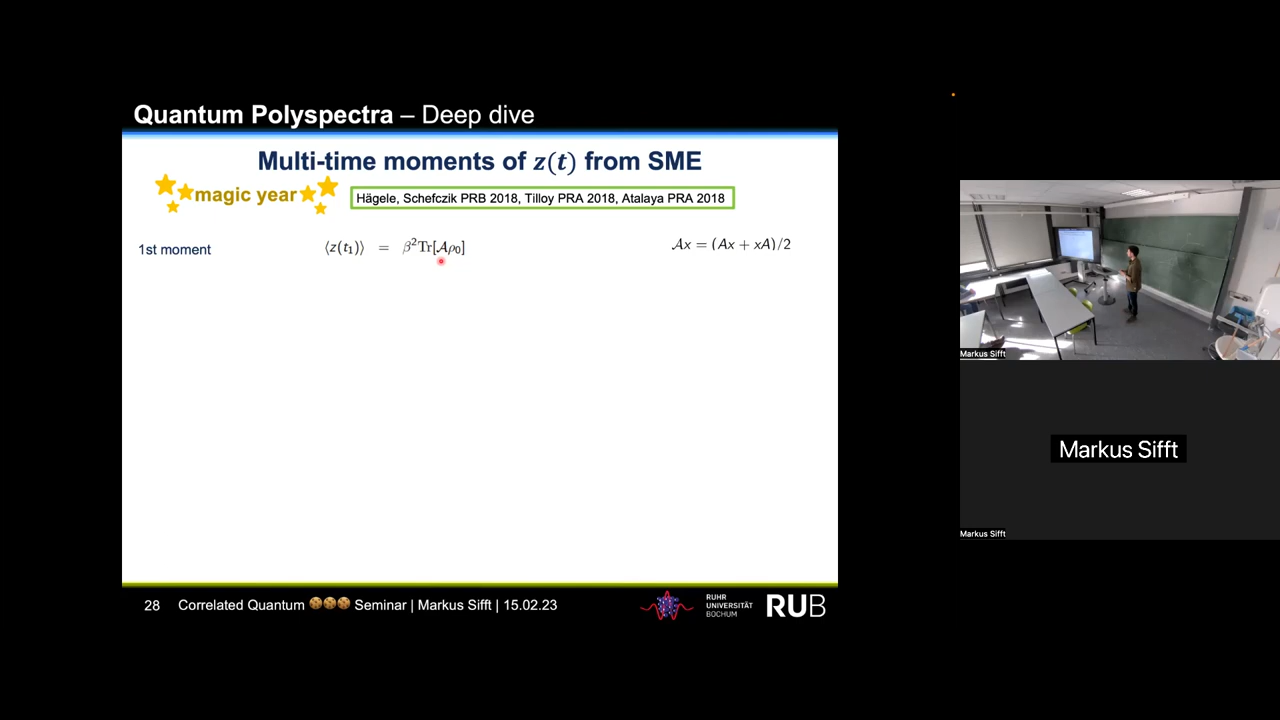 Quantum Polyspectra – Deep dive
Multi-time moments of z(t) from SME
magic year
Hägele, Schefczik PRB 2018, Tilloy PRA 2018, Atalaya PRA 2018
1st moment
⟨z(t₁)⟩ = β²Tr[𝒜ρ₀]
𝒜x = (Ax + xA)/2
28 Correlated Quantum 🍪🍪🍪 Seminar | Markus Sifft | 15.02.23
RUHR
UNIVERSITÄT
BOCHUM
RUB
Markus Sifft
Markus Sifft
Markus Sifft